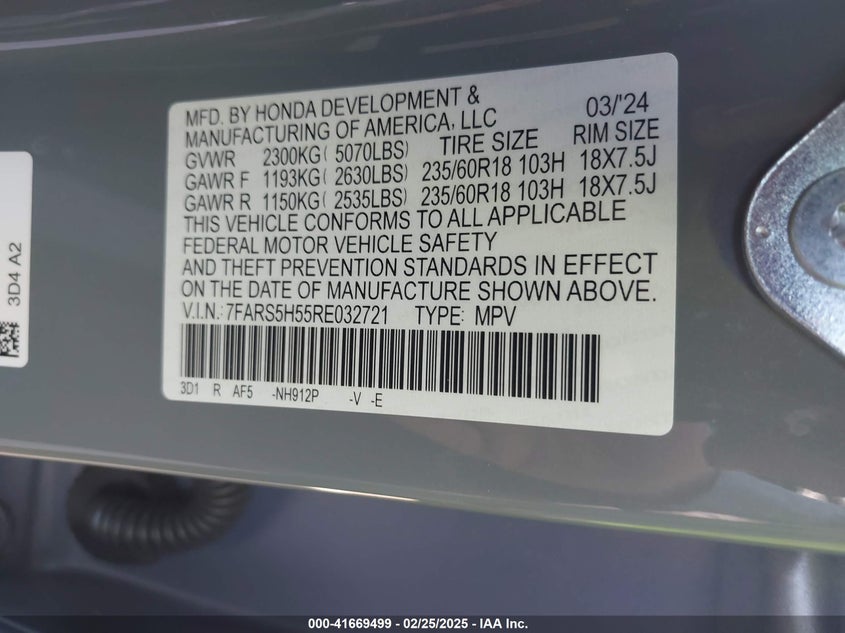 MFD. BY HONDA DEVELOPMENT & 03/'24
MANUFACTURING OF AMERICA, LLC TIRE SIZE RIM SIZE
GVWR 2300KG( 5070LBS)
GAWR F 1193KG( 2630LBS) 235/60R18 103H 18X7.5J
GAWR R 1150KG( 2535LBS) 235/60R18 103H 18X7.5J
THIS VEHICLE CONFORMS TO ALL APPLICABLE
FEDERAL MOTOR VEHICLE SAFETY
AND THEFT PREVENTION STANDARDS IN EFFECT
ON THE DATE OF MANUFACTURE SHOWN ABOVE.
V.I.N.: 7FARS5H55RE032721 TYPE: MPV
3D1 R AF5 -NH912P -V -E
3D4 A2
000-41669499 — 02/25/2025 — IAA Inc.